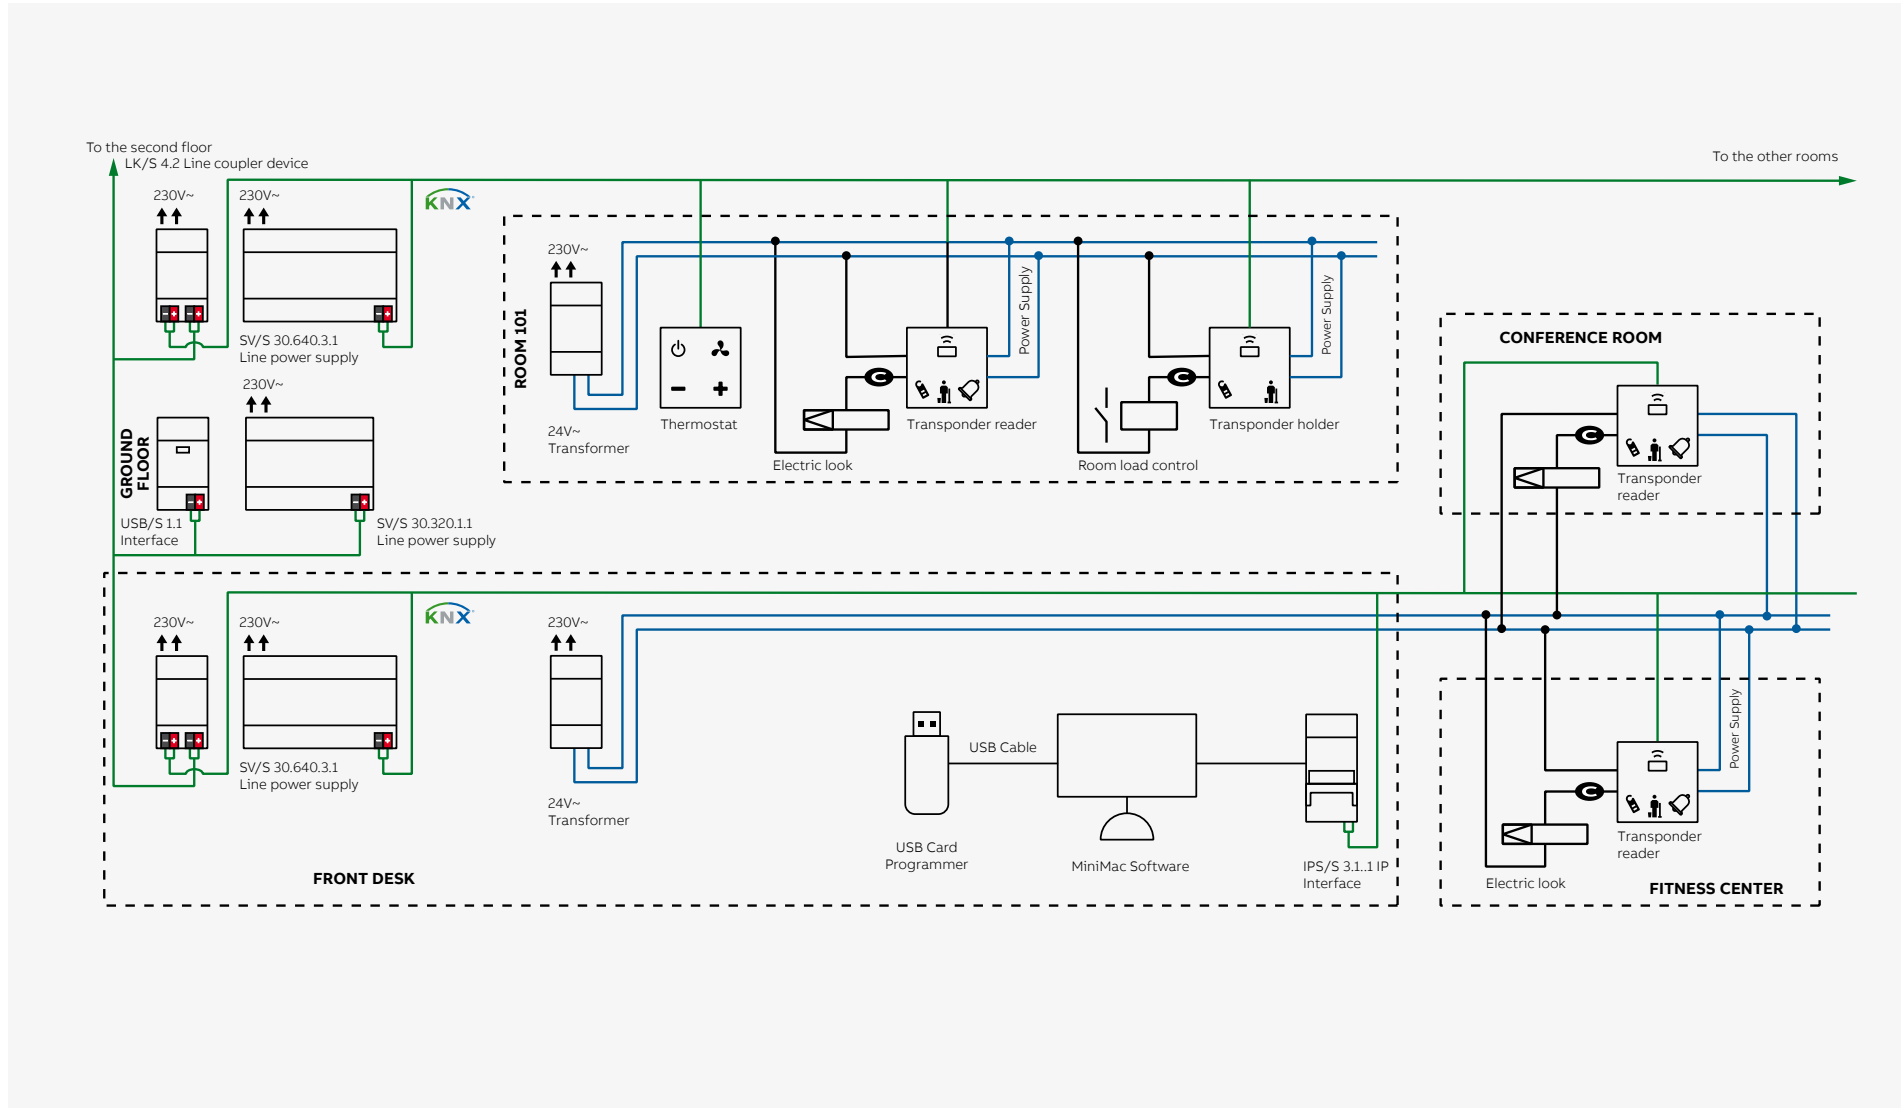 To the second floor
LK/S 4.2 Line coupler device
To the other rooms
230V~
230V~
KNX
SV/S 30.640.3.1
Line power supply
230V~
GROUND
FLOOR
USB/S 1.1
Interface
SV/S 30.320.1.1
Line power supply
ROOM 101
230V~
24V~
Transformer
Thermostat
Electric look
Transponder reader
Power Supply
Room load control
Transponder holder
Power Supply
C
C
CONFERENCE ROOM
C
Transponder
reader
230V~
230V~
KNX
SV/S 30.640.3.1
Line power supply
230V~
24V~
Transformer
FRONT DESK
USB Card
Programmer
USB Cable
MiniMac Software
IPS/S 3.1..1 IP
Interface
Power Supply
C
Transponder
reader
Electric look
FITNESS CENTER